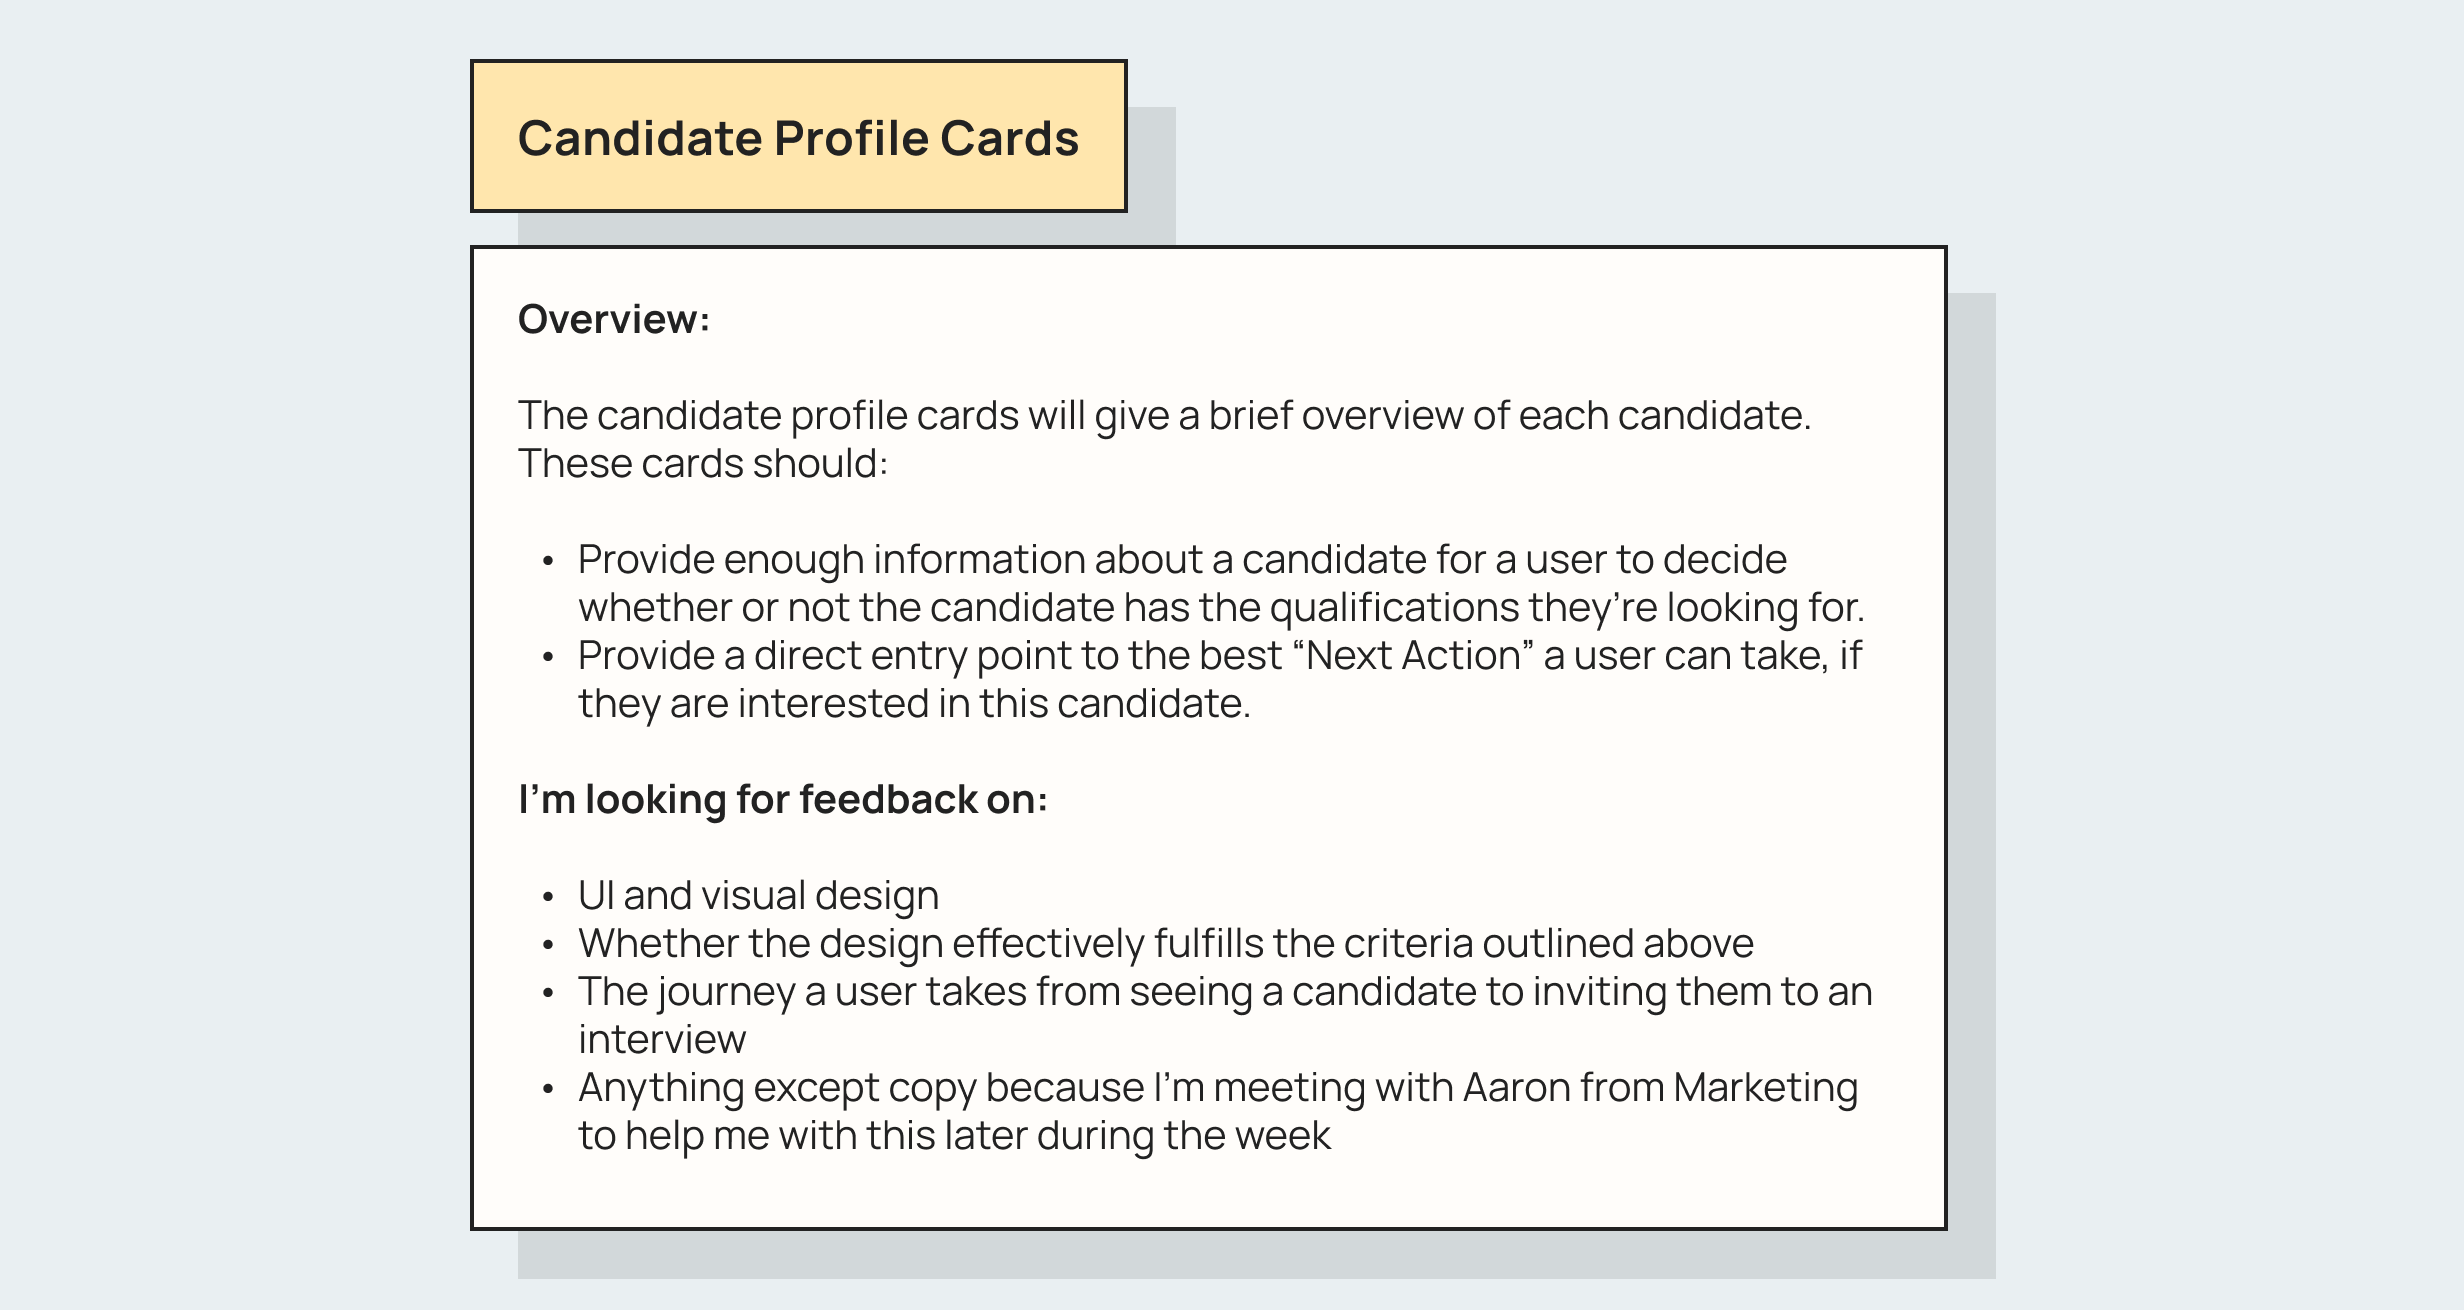 Candidate Profile Cards
Overview:
The candidate profile cards will give a brief overview of each candidate.
These cards should:
• Provide enough information about a candidate for a user to decide
whether or not the candidate has the qualifications they’re looking for.
• Provide a direct entry point to the best “Next Action” a user can take, if
they are interested in this candidate.
I’m looking for feedback on:
• UI and visual design
• Whether the design effectively fulfills the criteria outlined above
• The journey a user takes from seeing a candidate to inviting them to an
interview
• Anything except copy because I’m meeting with Aaron from Marketing
to help me with this later during the week